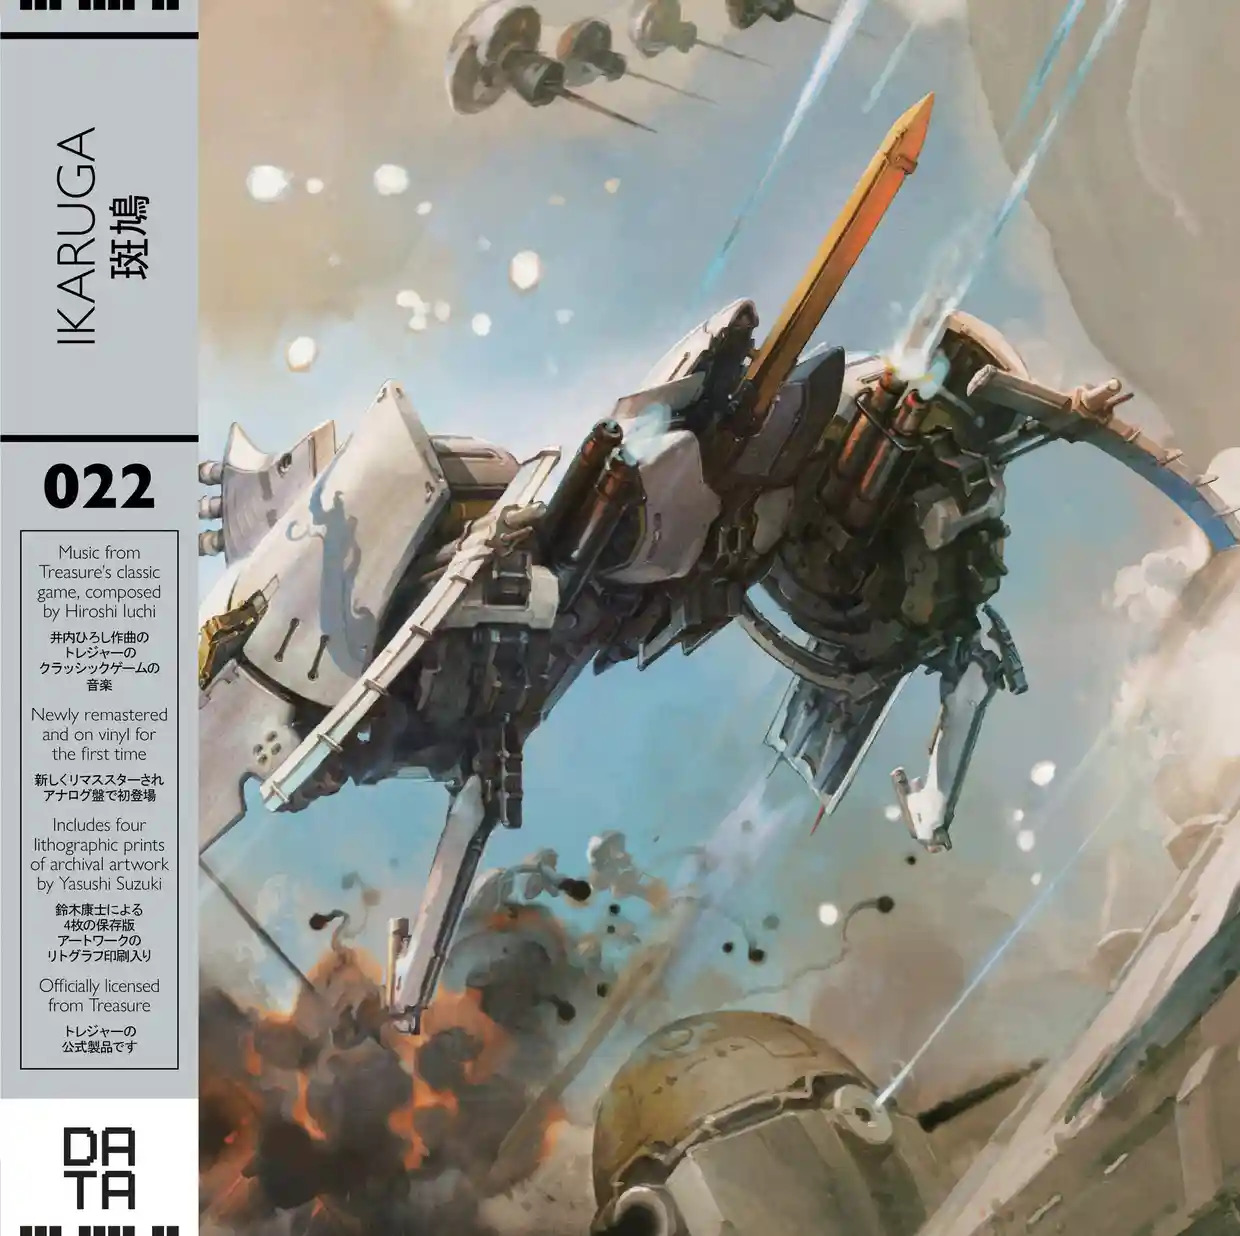 IKARUGA
斑鳩
022
Music from
Treasure's classic
game, composed
by Hiroshi Iuchi
井内ひろし作曲の
トレジャーの
クラッシックゲームの
音楽
Newly remastered
and on vinyl for
the first time
新しくリマススターされ
アナログ盤で初登場
Includes four
lithographic prints
of archival artwork
by Yasushi Suzuki
鈴木康士による
4枚の保存版
アートワークの
リトグラフ印刷入り
Officially licensed
from Treasure
トレジャーの
公式製品です
DA
TA